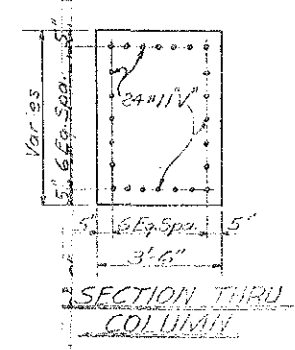 5"
6 Eq. Spa.
5"
Varies
24 #11 "V"
5"
6 Eq. Spa.
5"
3'-6"
SECTION THRU
COLUMN